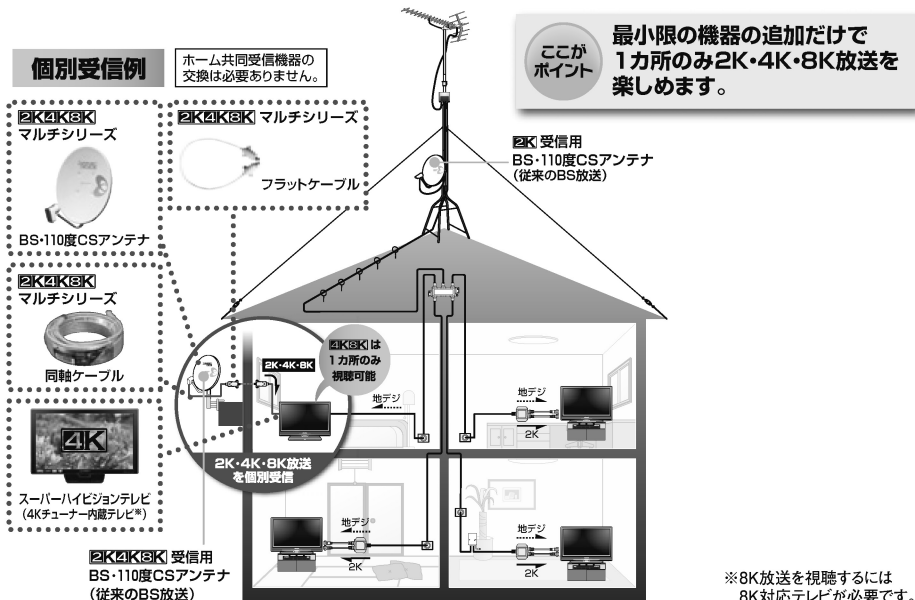 個別受信例
ホーム共同受信機器の
交換は必要ありません。
ここが
ポイント
最小限の機器の追加だけで
1カ所のみ2K・4K・8K放送を
楽しめます。
2K4K8K
マルチシリーズ
BS・110度CSアンテナ
2K4K8K マルチシリーズ
フラットケーブル
2K 受信用
BS・110度CSアンテナ
(従来のBS放送)
2K4K8K
マルチシリーズ
同軸ケーブル
4K
スーパーハイビジョンテレビ
(4Kチューナー内蔵テレビ※)
2K・4K・8K
4K8K は
1カ所のみ
視聴可能
2K・4K・8K放送
を個別受信
地デジ
地デジ
2K
地デジ
2K
地デジ
2K
2K4K8K 受信用
BS・110度CSアンテナ
(従来のBS放送)
※8K放送を視聴するには
8K対応テレビが必要です。